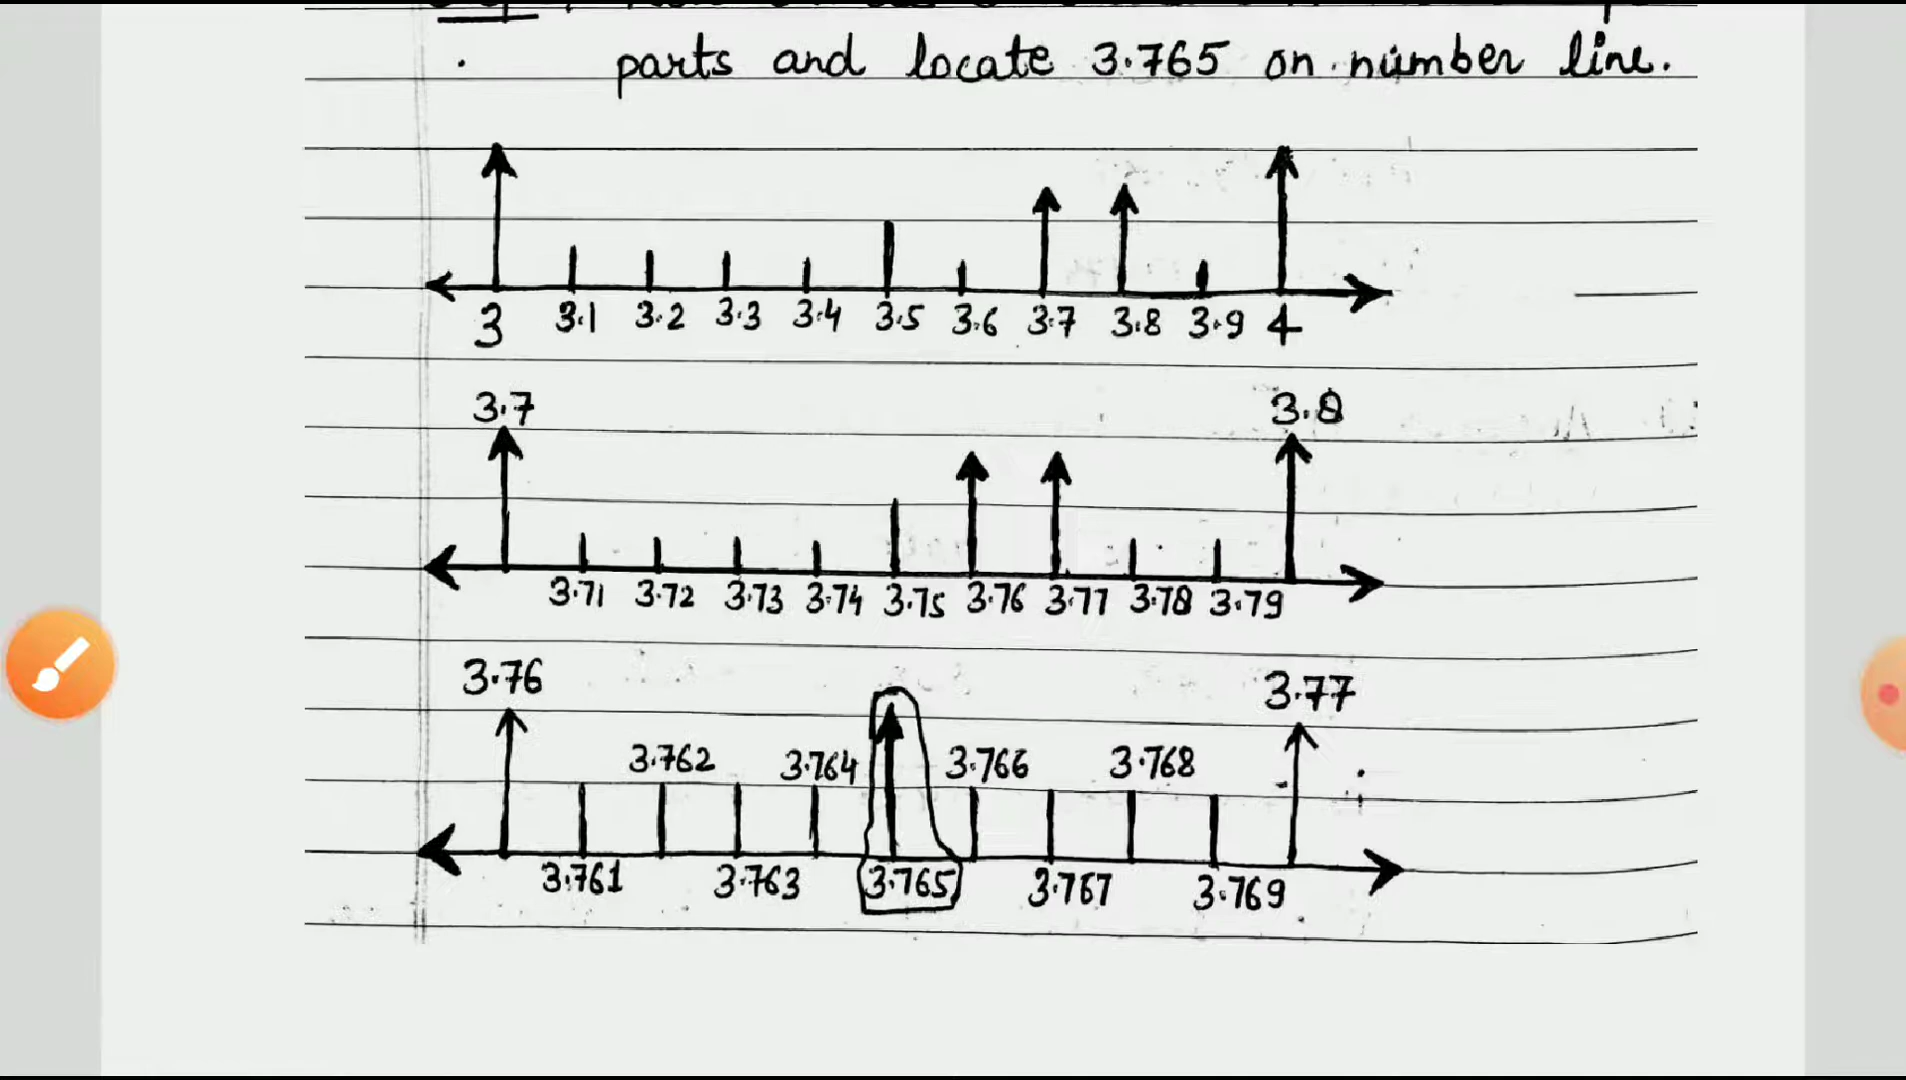 parts and locate 3.765 on number line.
3 3.1 3.2 3.3 3.4 3.5 3.6 3.7 3.8 3.9 4
3.7 3.8
3.71 3.72 3.73 3.74 3.75 3.76 3.77 3.78 3.79
3.76 3.77
3.762 3.764 3.766 3.768
3.761 3.763 3.765 3.767 3.769